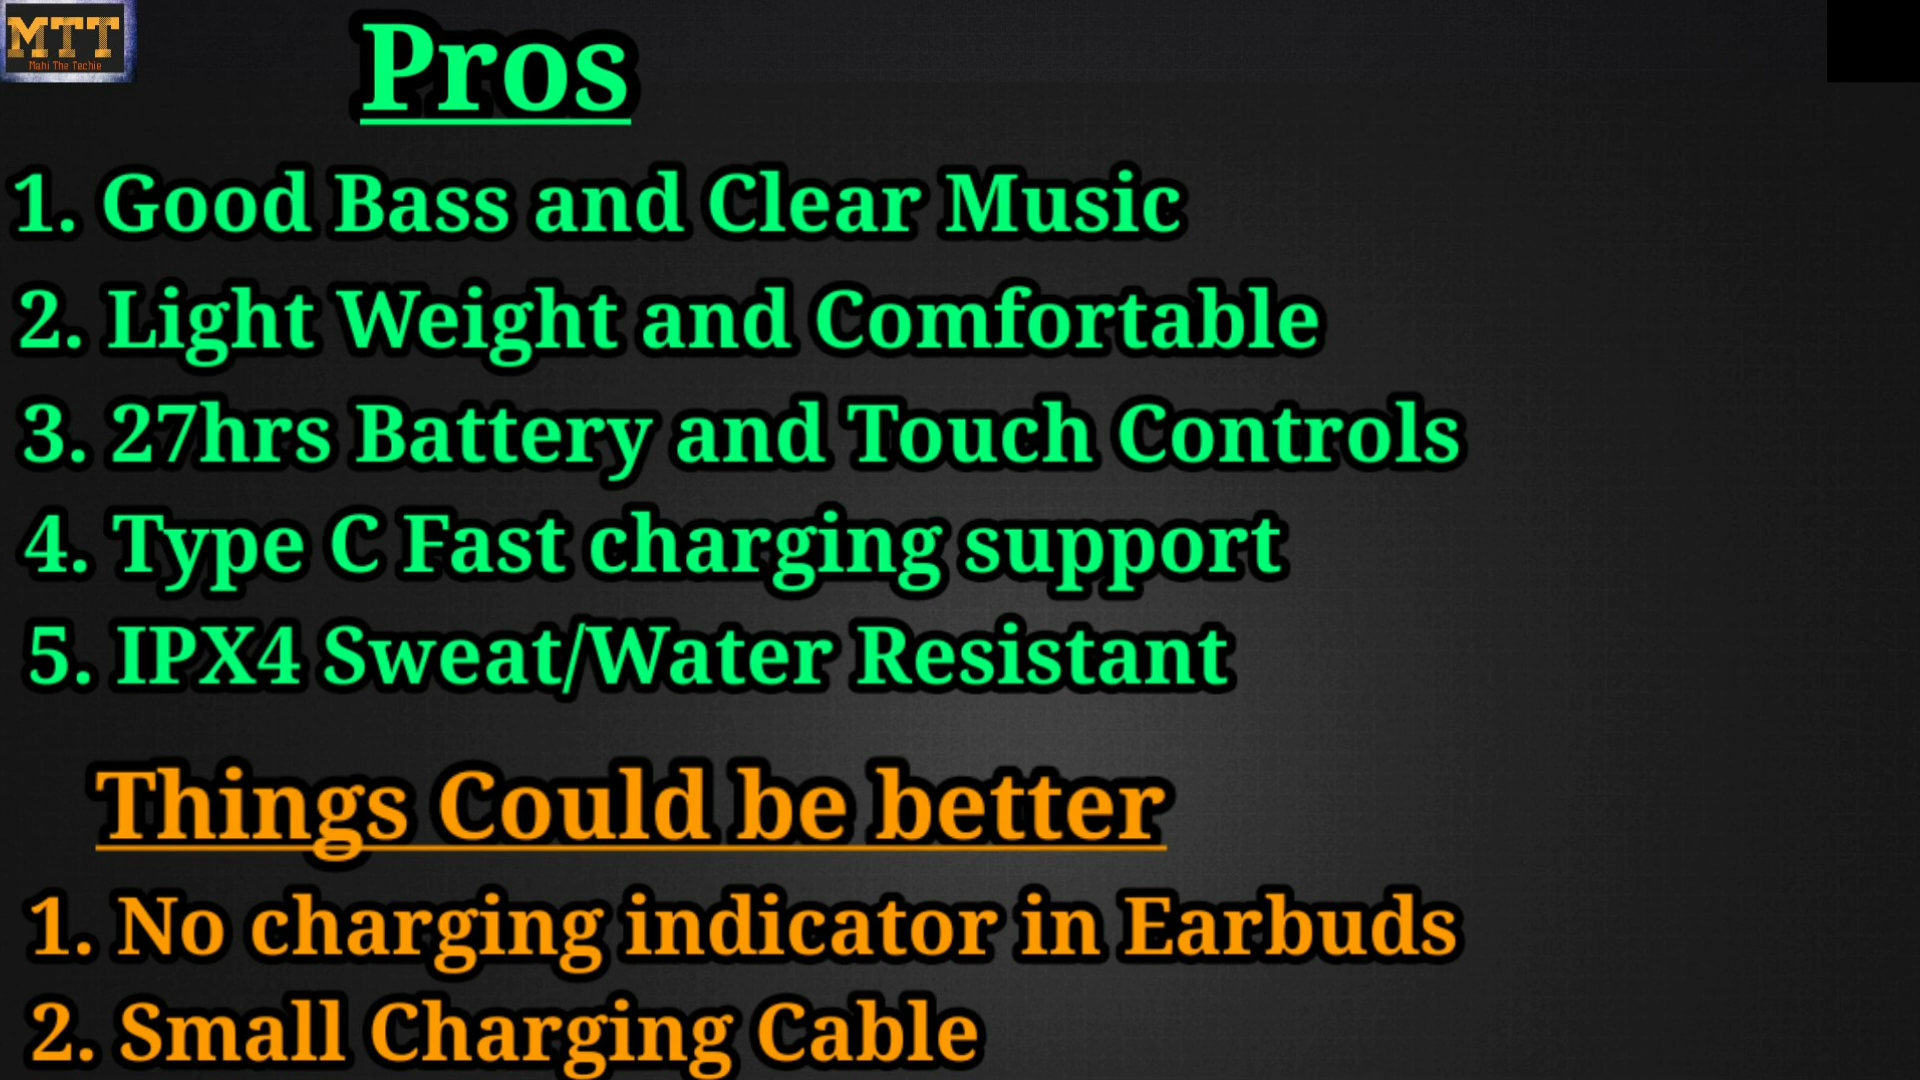 MTT
Mahi The Techie
Pros
1. Good Bass and Clear Music
2. Light Weight and Comfortable
3. 27hrs Battery and Touch Controls
4. Type C Fast charging support
5. IPX4 Sweat/Water Resistant
Things Could be better
1. No charging indicator in Earbuds
2. Small Charging Cable